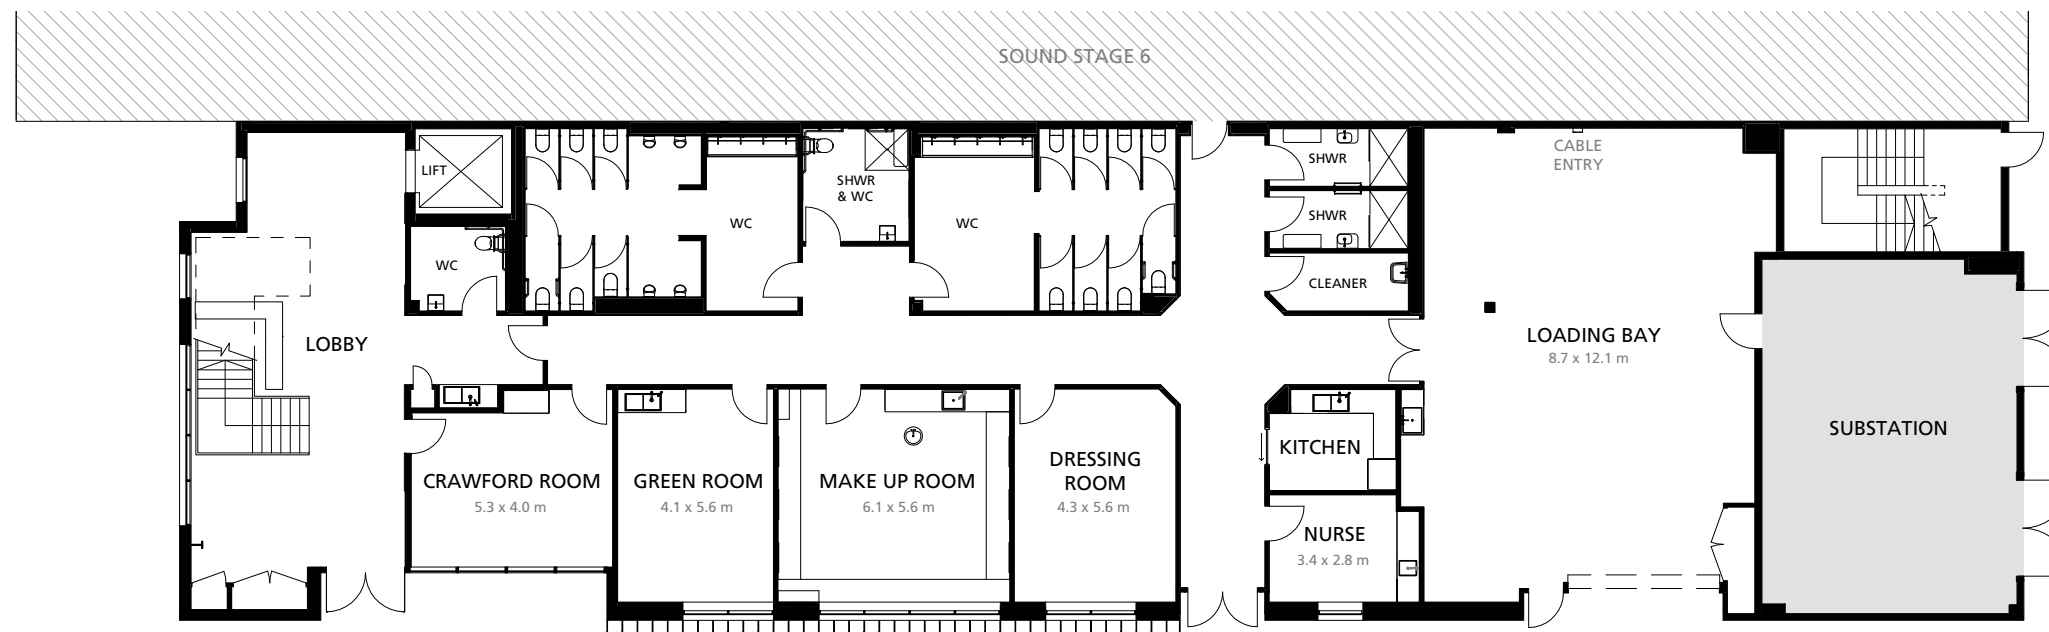 SOUND STAGE 6
CABLE
ENTRY
LIFT
SHWR
SHWR
& WC
SHWR
WC
WC
WC
CLEANER
LOBBY
LOADING BAY
8.7 x 12.1 m
SUBSTATION
KITCHEN
CRAWFORD ROOM
5.3 x 4.0 m
GREEN ROOM
4.1 x 5.6 m
MAKE UP ROOM
6.1 x 5.6 m
DRESSING
ROOM
4.3 x 5.6 m
NURSE
3.4 x 2.8 m